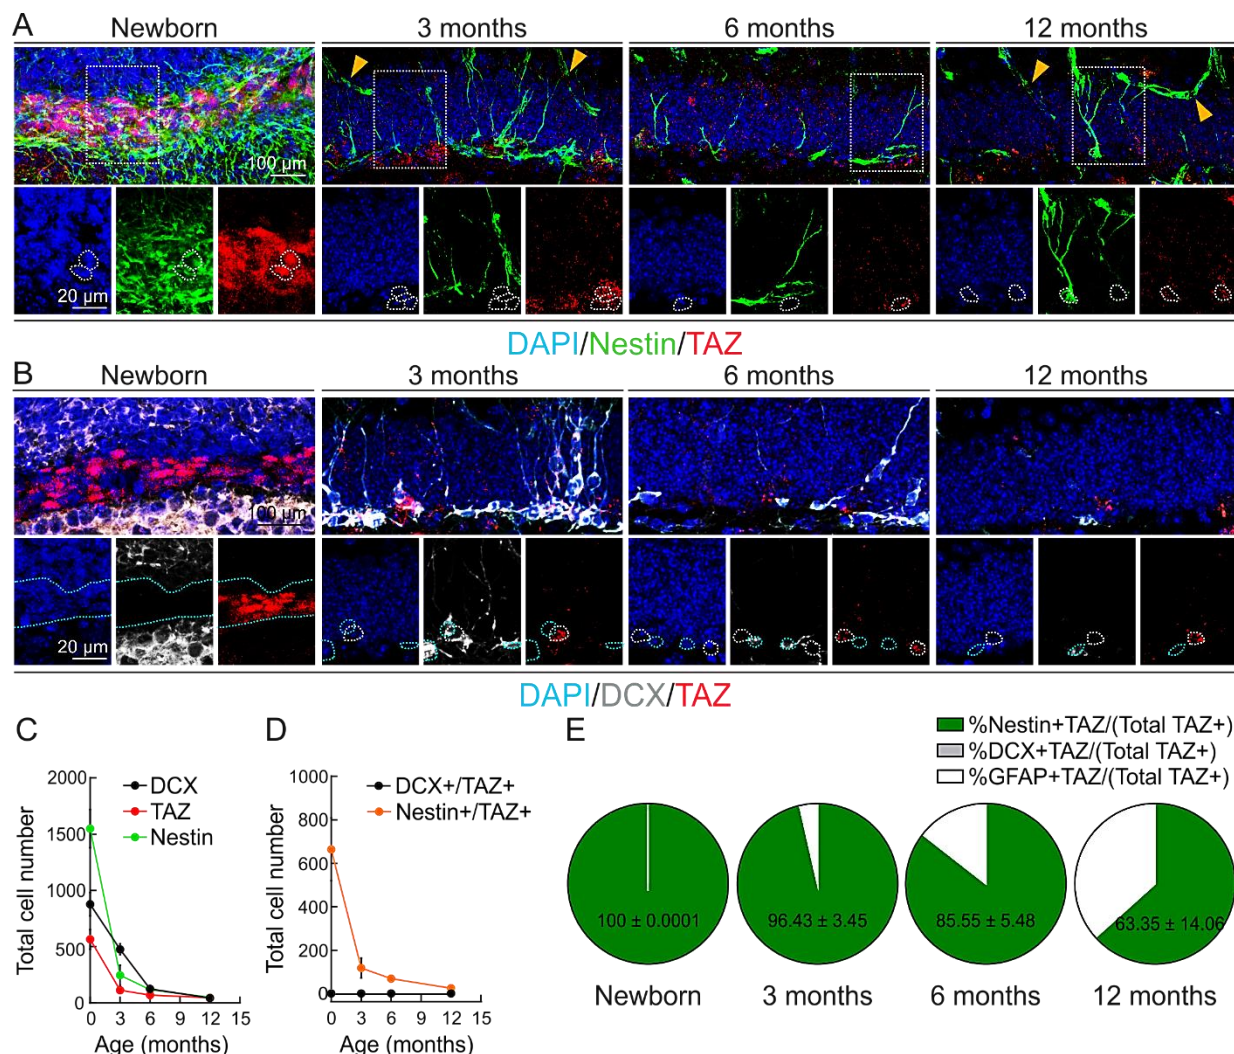 A
Newborn
3 months
6 months
12 months
100 µm
20 µm
DAPI/Nestin/TAZ
B
Newborn
3 months
6 months
12 months
100 µm
20 µm
DAPI/DCX/TAZ
C
2000
1500
1000
500
0
Total cell number
DCX
TAZ
Nestin
0 3 6 9 12 15
Age (months)
D
1000
800
600
400
200
0
Total cell number
DCX+/TAZ+
Nestin+/TAZ+
0 3 6 9 12 15
Age (months)
E
%Nestin+TAZ/(Total TAZ+)
%DCX+TAZ/(Total TAZ+)
%GFAP+TAZ/(Total TAZ+)
100 ± 0.0001
96.43 ± 3.45
85.55 ± 5.48
63.35 ± 14.06
Newborn
3 months
6 months
12 months